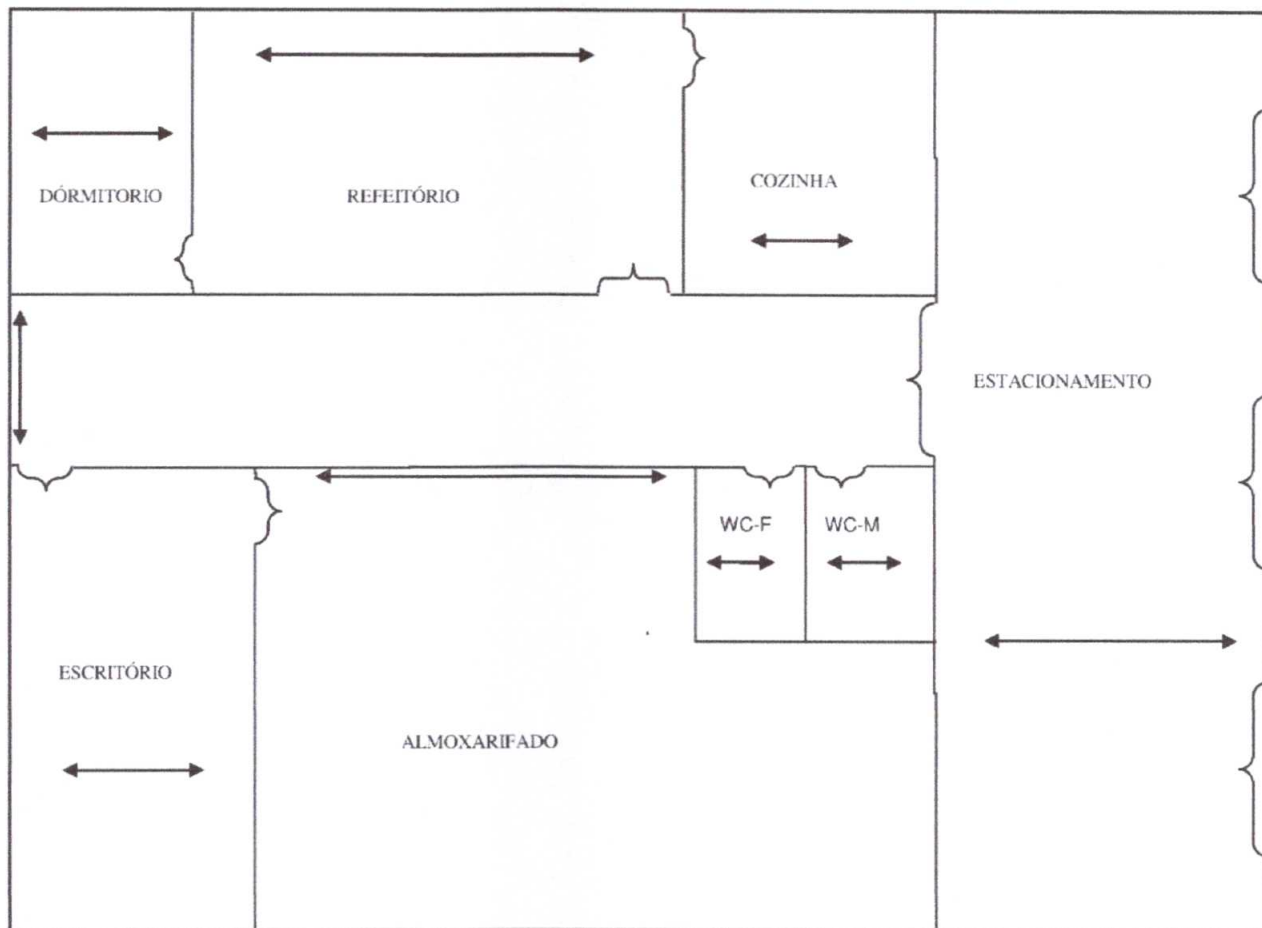 DÓRMITORIO
REFEITÓRIO
COZINHA
ESTACIONAMENTO
WC-F
WC-M
ESCRITÓRIO
ALMOXARIFADO